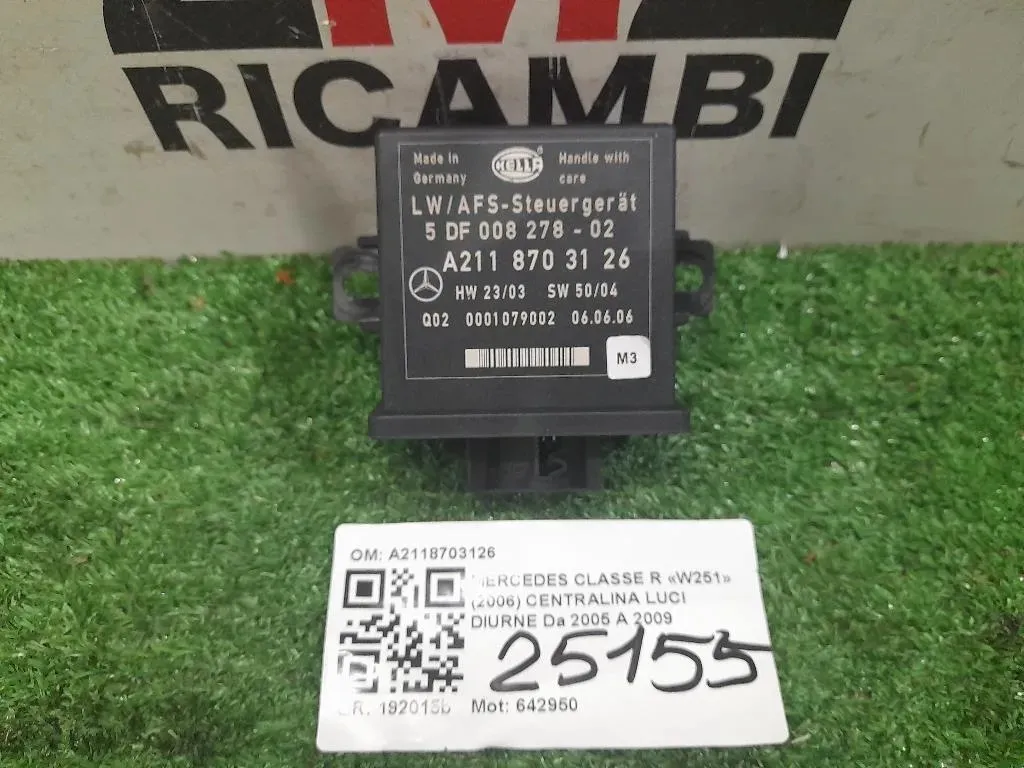 RICAMBI
Made in Germany
HELLA
Handle with care
LW/AFS-Steuergerät
5 DF 008 278 - 02
A211 870 31 26
HW 23/03 SW 50/04
Q02 0001079002 06.06.06
M3
OM: A2118703126
MERCEDES CLASSE R «W251»
(2006) CENTRALINA LUCI
DIURNE Da 2005 A 2009
25155
Mot: 642950